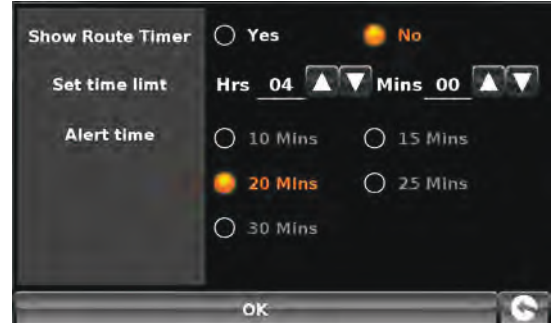 Show Route Timer Yes No
Set time limt Hrs 04 Mins 00
Alert time 10 Mins 15 Mins
20 Mins 25 Mins
30 Mins
OK